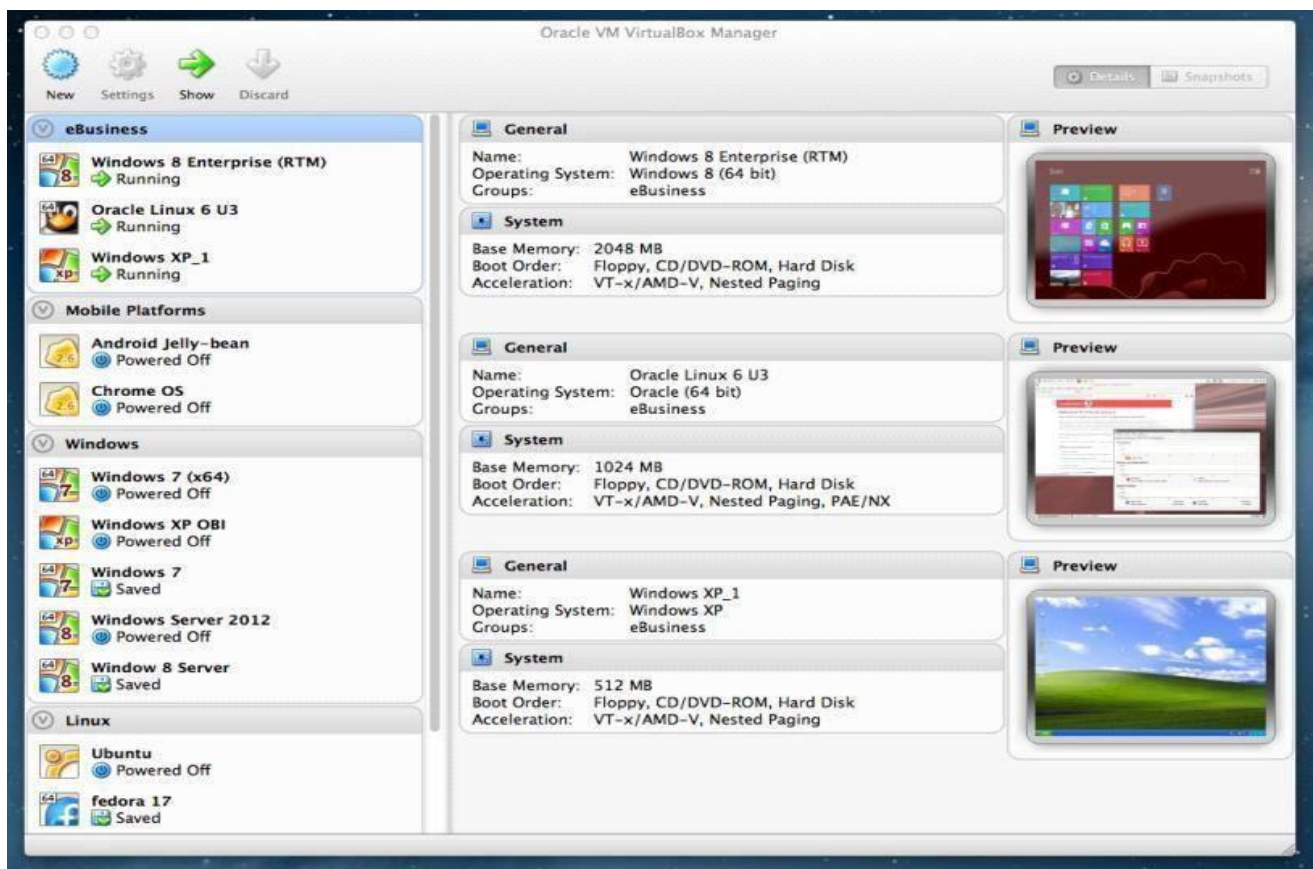 Oracle VM VirtualBox Manager
New Settings Show Discard
Details Snapshots
eBusiness
Windows 8 Enterprise (RTM)
Running
Oracle Linux 6 U3
Running
Windows XP_1
Running
Mobile Platforms
Android Jelly-bean
Powered Off
Chrome OS
Powered Off
Windows
Windows 7 (x64)
Powered Off
Windows XP OBI
Powered Off
Windows 7
Saved
Windows Server 2012
Powered Off
Window 8 Server
Saved
Linux
Ubuntu
Powered Off
fedora 17
Saved
General
Name: Windows 8 Enterprise (RTM)
Operating System: Windows 8 (64 bit)
Groups: eBusiness
System
Base Memory: 2048 MB
Boot Order: Floppy, CD/DVD-ROM, Hard Disk
Acceleration: VT-x/AMD-V, Nested Paging
Preview
General
Name: Oracle Linux 6 U3
Operating System: Oracle (64 bit)
Groups: eBusiness
System
Base Memory: 1024 MB
Boot Order: Floppy, CD/DVD-ROM, Hard Disk
Acceleration: VT-x/AMD-V, Nested Paging, PAE/NX
Preview
General
Name: Windows XP_1
Operating System: Windows XP
Groups: eBusiness
System
Base Memory: 512 MB
Boot Order: Floppy, CD/DVD-ROM, Hard Disk
Acceleration: VT-x/AMD-V, Nested Paging
Preview